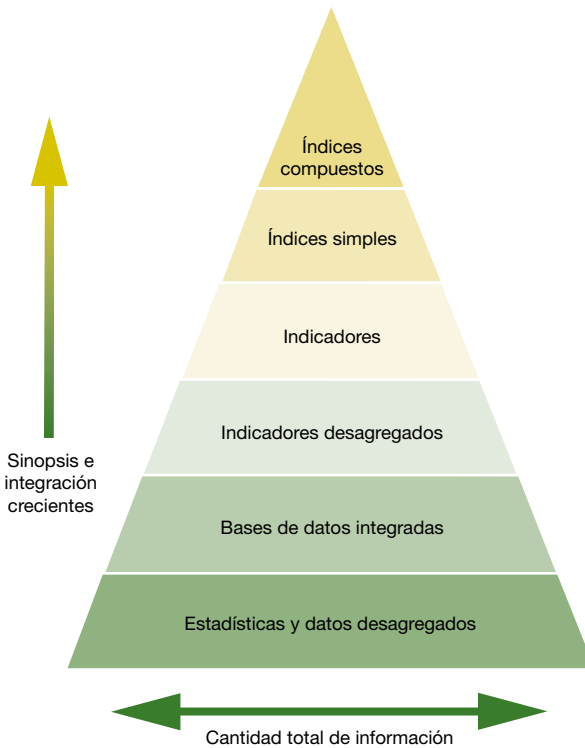 Índices
compuestos
Índices simples
Indicadores
Indicadores desagregados
Sinopsis e
integración
crecientes
Bases de datos integradas
Estadísticas y datos desagregados
Cantidad total de información